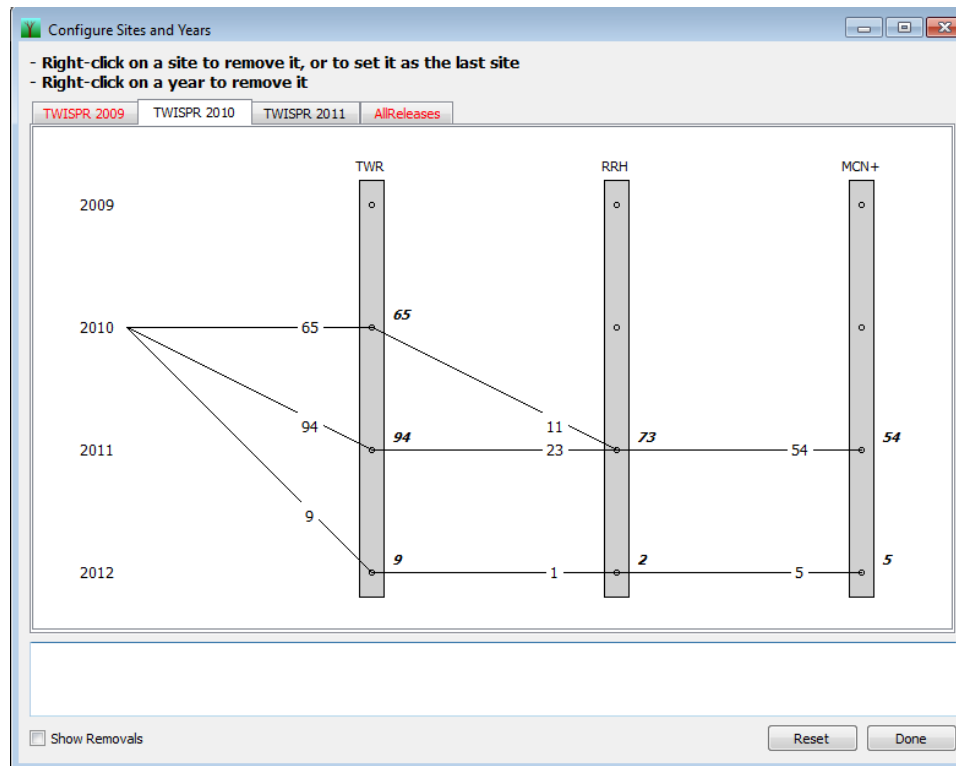 Configure Sites and Years
- Right-click on a site to remove it, or to set it as the last site
- Right-click on a year to remove it
TWISPR 2009 TWISPR 2010 TWISPR 2011 AllReleases
TWR RRH MCN+
2009
65
2010 65
94 11
94 73 54
2011 23 54
9
9 2 5
2012 1 5
Show Removals Reset Done